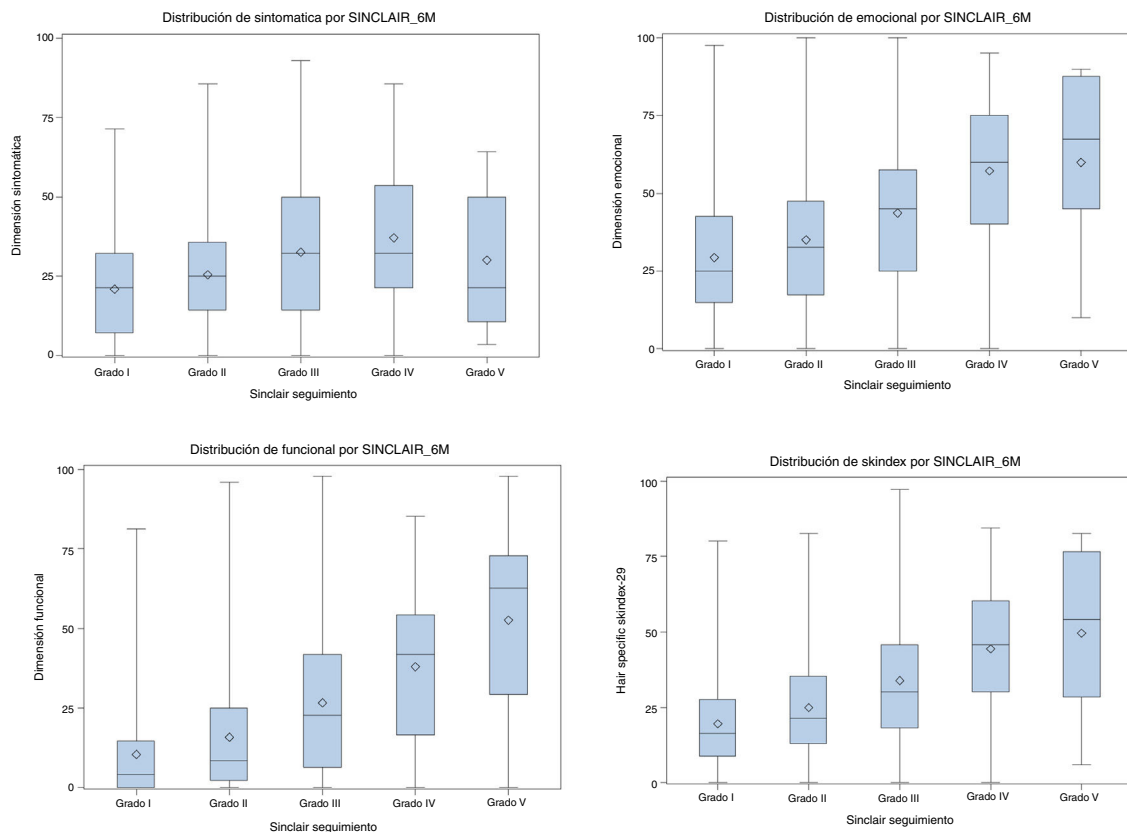 Distribución de sintomatica por SINCLAIR_6M
100
75
50
25
0
Dimensión sintomática
Grado I
Grado II
Grado III
Grado IV
Grado V
Sinclair seguimiento
Distribución de emocional por SINCLAIR_6M
100
75
50
25
0
Dimensión emocional
Grado I
Grado II
Grado III
Grado IV
Grado V
Sinclair seguimiento
Distribución de funcional por SINCLAIR_6M
100
75
50
25
0
Dimensión funcional
Grado I
Grado II
Grado III
Grado IV
Grado V
Sinclair seguimiento
Distribución de skindex por SINCLAIR_6M
100
75
50
25
0
Hair specific skindex-29
Grado I
Grado II
Grado III
Grado IV
Grado V
Sinclair seguimiento